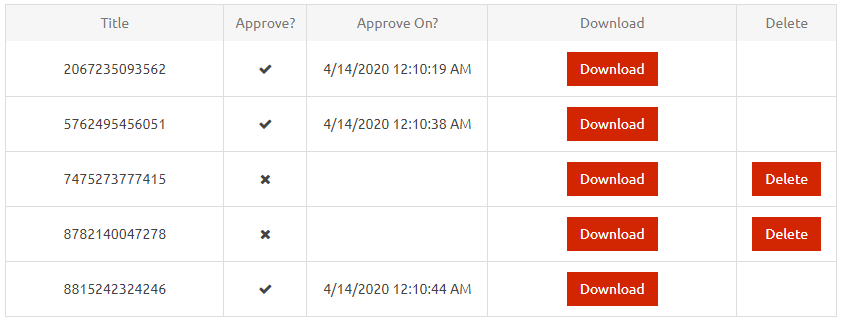 Title Approve? Approve On? Download Delete
2067235093562 ✔ 4/14/2020 12:10:19 AM Download
5762495456051 ✔ 4/14/2020 12:10:38 AM Download
7475273777415 ✖ Download Delete
8782140047278 ✖ Download Delete
8815242324246 ✔ 4/14/2020 12:10:44 AM Download